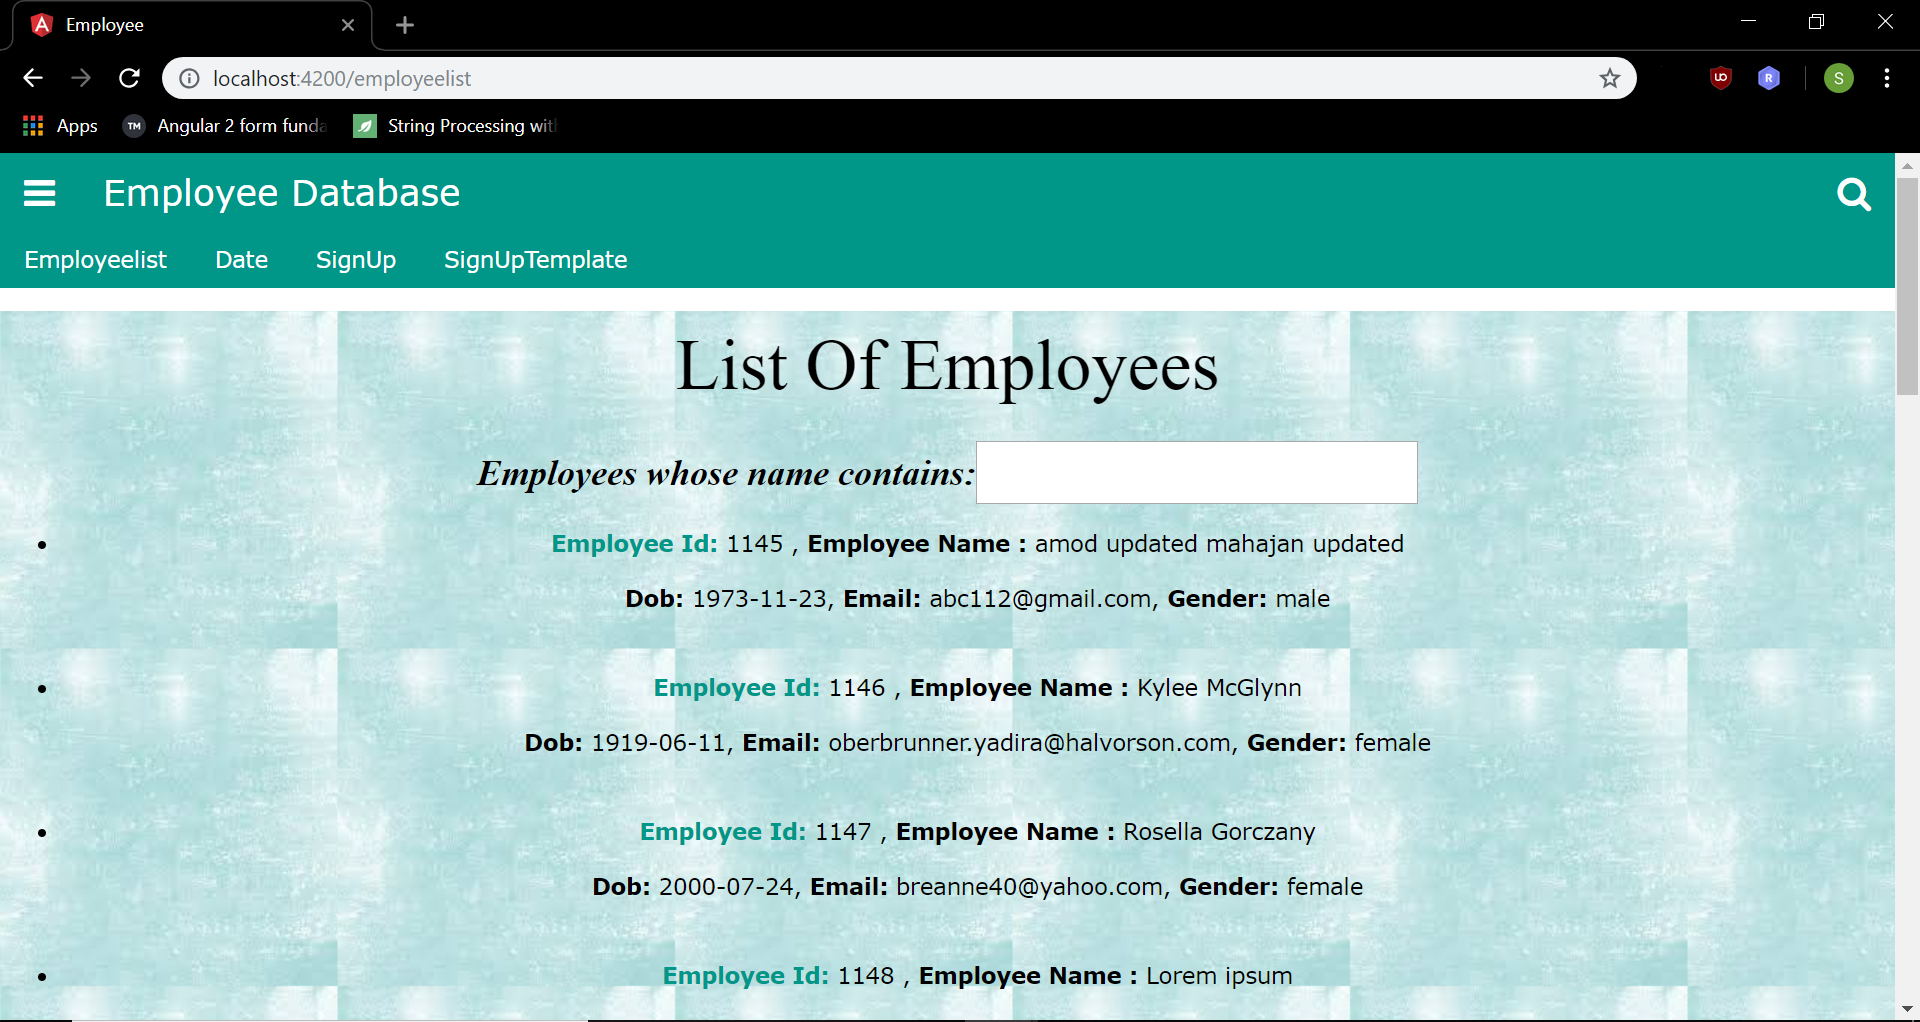 Employee
localhost:4200/employeelist
UO
R
S
Apps
TM
Angular 2 form funda
String Processing wit
Employee Database
Employeelist Date SignUp SignUpTemplate
List Of Employees
Employees whose name contains:
Employee Id: 1145 , Employee Name : amod updated mahajan updated
Dob: 1973-11-23, Email: abc112@gmail.com, Gender: male
Employee Id: 1146 , Employee Name : Kylee McGlynn
Dob: 1919-06-11, Email: oberbrunner.yadira@halvorson.com, Gender: female
Employee Id: 1147 , Employee Name : Rosella Gorczany
Dob: 2000-07-24, Email: breanne40@yahoo.com, Gender: female
Employee Id: 1148 , Employee Name : Lorem ipsum